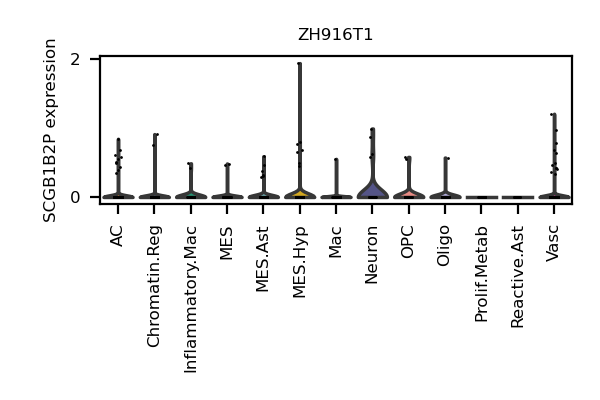 ZH916T1
SCGB1B2P expression
2
0
AC
Chromatin.Reg
Inflammatory.Mac
MES
MES.Ast
MES.Hyp
Mac
Neuron
OPC
Oligo
Prolif.Metab
Reactive.Ast
Vasc